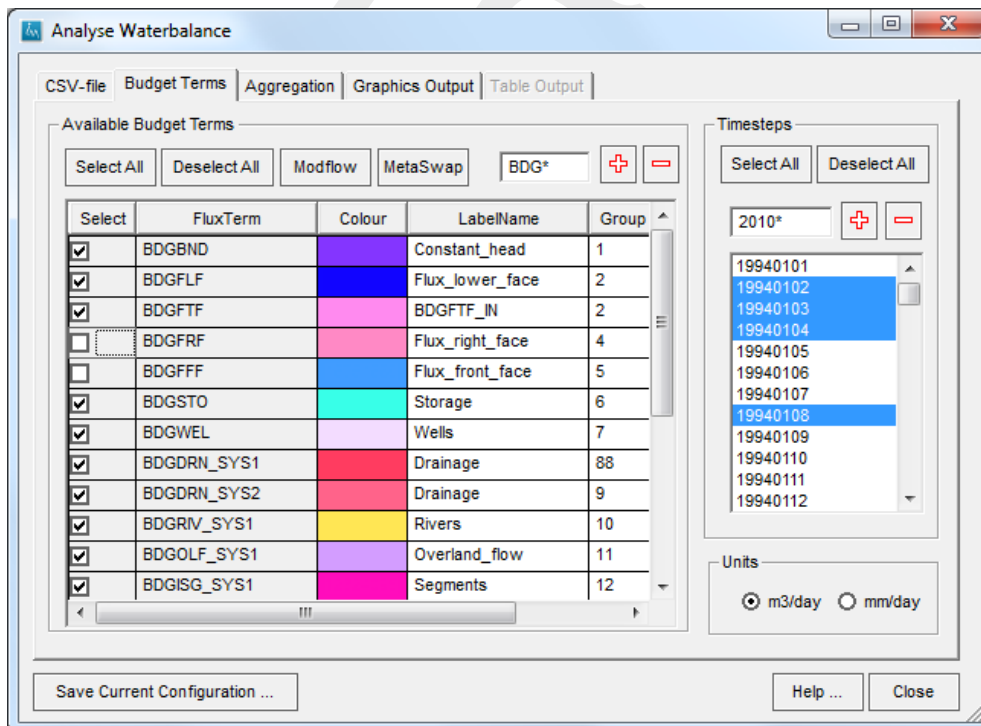 Analyse Waterbalance
CSV-file Budget Terms Aggregation Graphics Output Table Output
Available Budget Terms
Select All Deselect All Modflow MetaSwap BDG*
Select FluxTerm Colour LabelName Group
BDGBND Constant_head 1
BDGFLF Flux_lower_face 2
BDGFTF BDGFTF_IN 2
BDGFRF Flux_right_face 4
BDGFFF Flux_front_face 5
BDGSTO Storage 6
BDGWEL Wells 7
BDGDRN_SYS1 Drainage 88
BDGDRN_SYS2 Drainage 9
BDGRIV_SYS1 Rivers 10
BDGOLF_SYS1 Overland_flow 11
BDGISG_SYS1 Segments 12
Timesteps
Select All Deselect All
2010*
19940101
19940102
19940103
19940104
19940105
19940106
19940107
19940108
19940109
19940110
19940111
19940112
Units
m3/day mm/day
Save Current Configuration ... Help ... Close